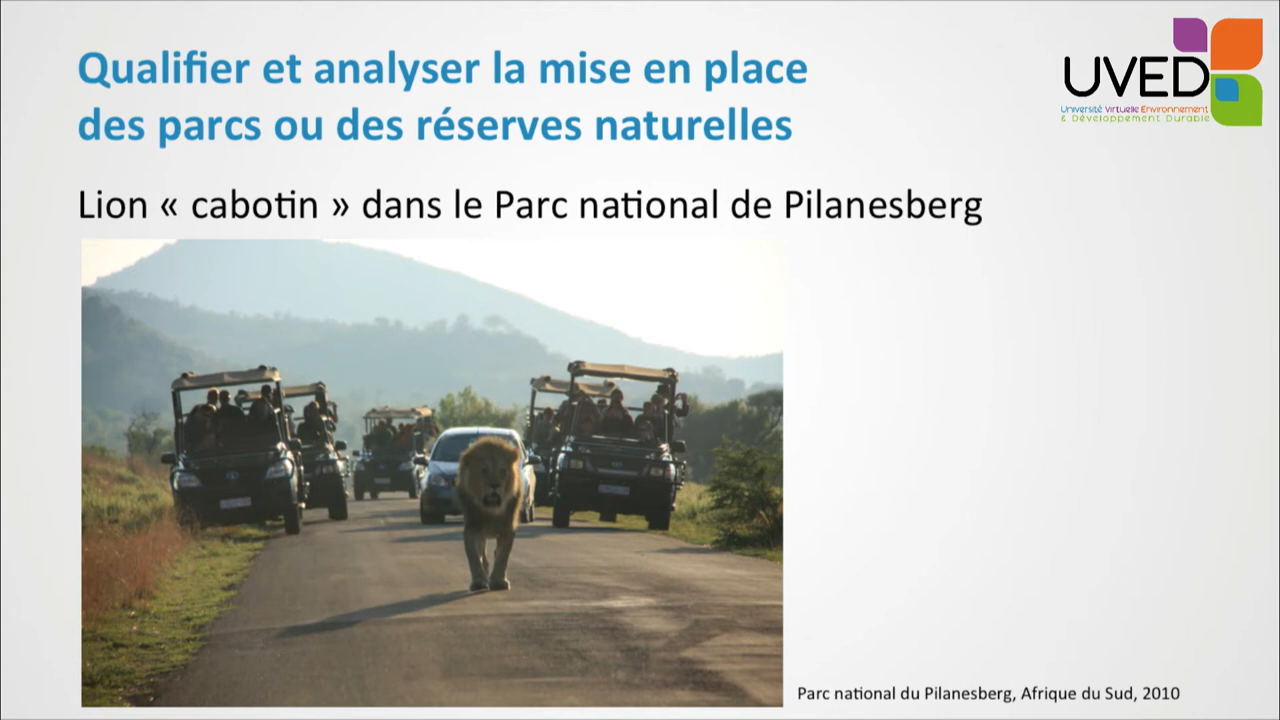 Qualifier et analyser la mise en place
des parcs ou des réserves naturelles
UVED
Université Virtuelle Environnement
& Développement Durable
Lion « cabotin » dans le Parc national de Pilanesberg
Parc national du Pilanesberg, Afrique du Sud, 2010